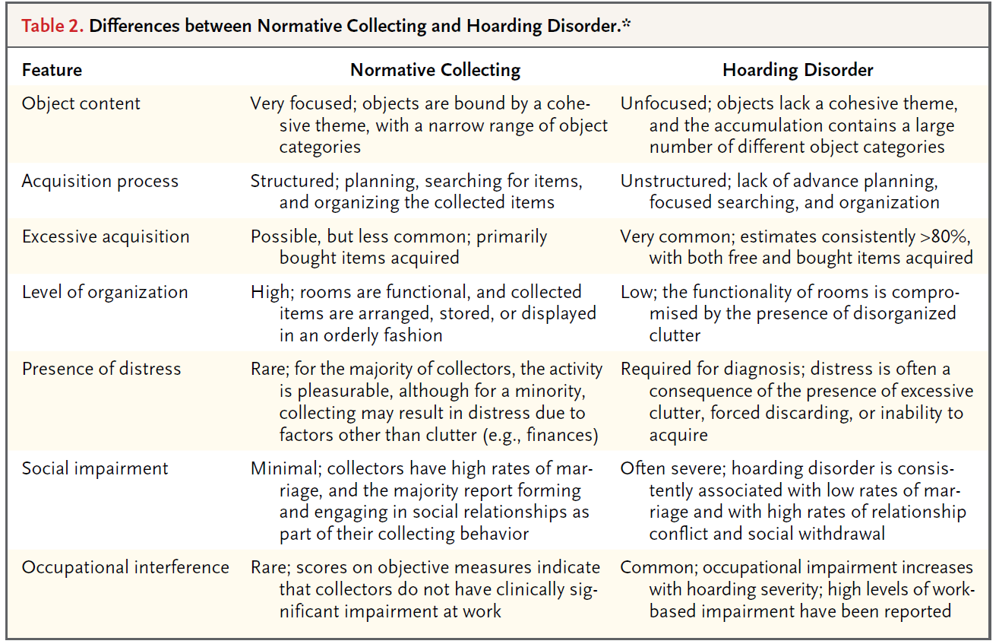 Table 2. Differences between Normative Collecting and Hoarding Disorder.*
Feature
Normative Collecting
Hoarding Disorder
Object content
Very focused; objects are bound by a cohe-
sive theme, with a narrow range of object
categories
Unfocused; objects lack a cohesive theme,
and the accumulation contains a large
number of different object categories
Acquisition process
Structured; planning, searching for items,
and organizing the collected items
Unstructured; lack of advance planning,
focused searching, and organization
Excessive acquisition
Possible, but less common; primarily
bought items acquired
Very common; estimates consistently >80%,
with both free and bought items acquired
Level of organization
High; rooms are functional, and collected
items are arranged, stored, or displayed
in an orderly fashion
Low; the functionality of rooms is compro-
mised by the presence of disorganized
clutter
Presence of distress
Rare; for the majority of collectors, the activity
is pleasurable, although for a minority,
collecting may result in distress due to
factors other than clutter (e.g., finances)
Required for diagnosis; distress is often a
consequence of the presence of excessive
clutter, forced discarding, or inability to
acquire
Social impairment
Minimal; collectors have high rates of mar-
riage, and the majority report forming
and engaging in social relationships as
part of their collecting behavior
Often severe; hoarding disorder is consis-
tently associated with low rates of mar-
riage and with high rates of relationship
conflict and social withdrawal
Occupational interference
Rare; scores on objective measures indicate
that collectors do not have clinically sig-
nificant impairment at work
Common; occupational impairment increases
with hoarding severity; high levels of work-
based impairment have been reported